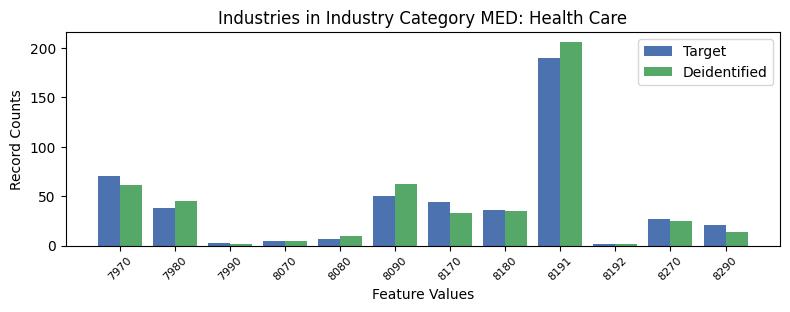 Industries in Industry Category MED: Health Care
Target
Deidentified
Record Counts
200
150
100
50
0
7970 7980 7990 8070 8080 8090 8170 8180 8191 8192 8270 8290
Feature Values